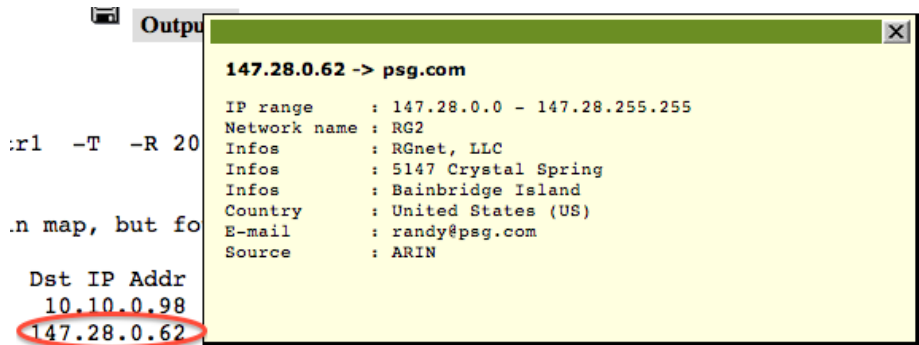 Outpu
147.28.0.62 -> psg.com
IP range : 147.28.0.0 - 147.28.255.255
Network name : RG2
Infos : RGnet, LLC
Infos : 5147 Crystal Spring
Infos : Bainbridge Island
Country : United States (US)
E-mail : randy@psg.com
Source : ARIN
:rl -T -R 20
.n map, but fo
Dst IP Addr
10.10.0.98
147.28.0.62